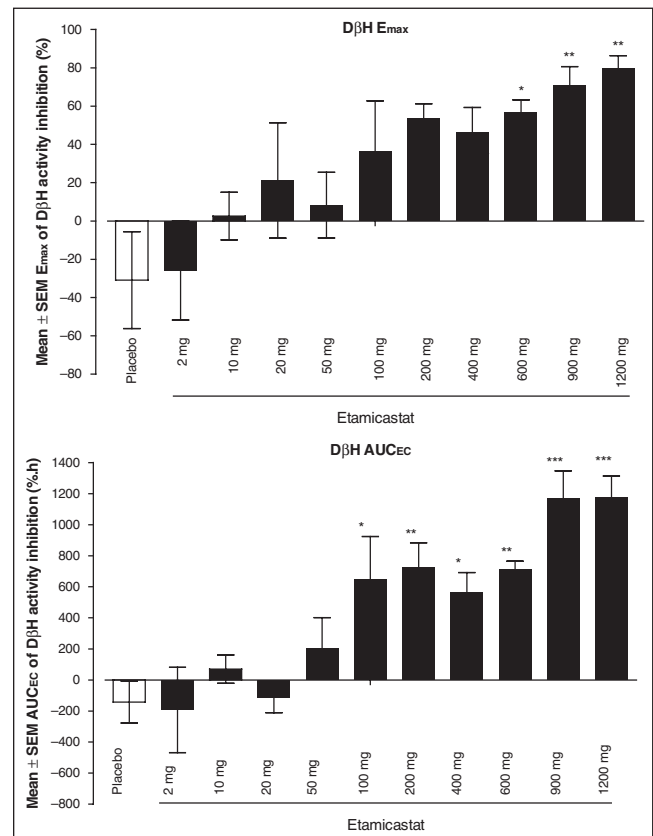 DβH Emax
Mean ± SEM Emax of DβH activity inhibition (%)
100
80
60
40
20
0
–20
–40
–60
–80
*
**
**
Placebo
2 mg
10 mg
20 mg
50 mg
100 mg
200 mg
400 mg
600 mg
900 mg
1200 mg
Etamicastat
DβH AUCEC
Mean ± SEM AUCEC of DβH activity inhibition (%.h)
1400
1200
1000
800
600
400
200
0
–200
–400
–600
–800
*
**
*
**
***
***
Placebo
2 mg
10 mg
20 mg
50 mg
100 mg
200 mg
400 mg
600 mg
900 mg
1200 mg
Etamicastat